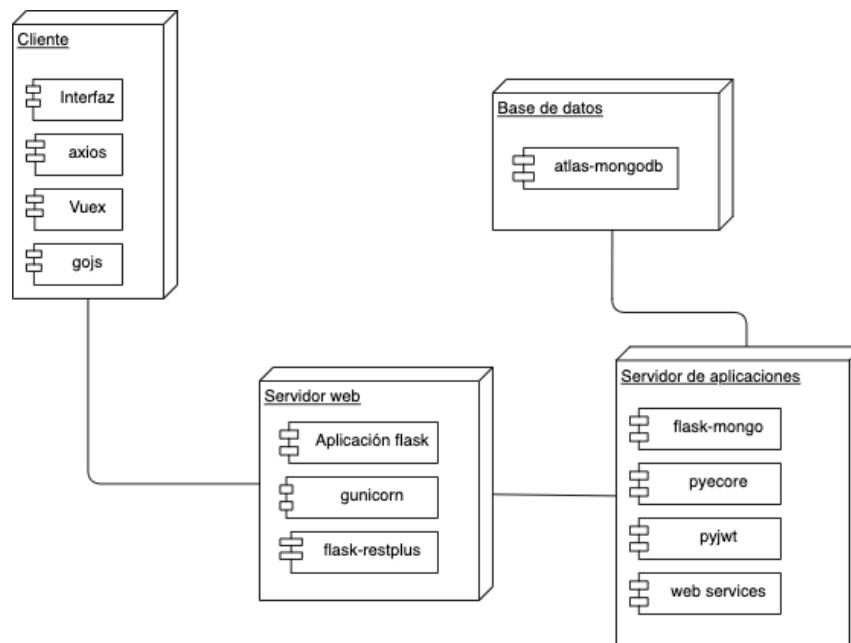 Cliente
Interfaz
axios
Vuex
gojs
Base de datos
atlas-mongodb
Servidor web
Aplicación flask
gunicorn
flask-restplus
Servidor de aplicaciones
flask-mongo
pyecore
pyjwt
web services